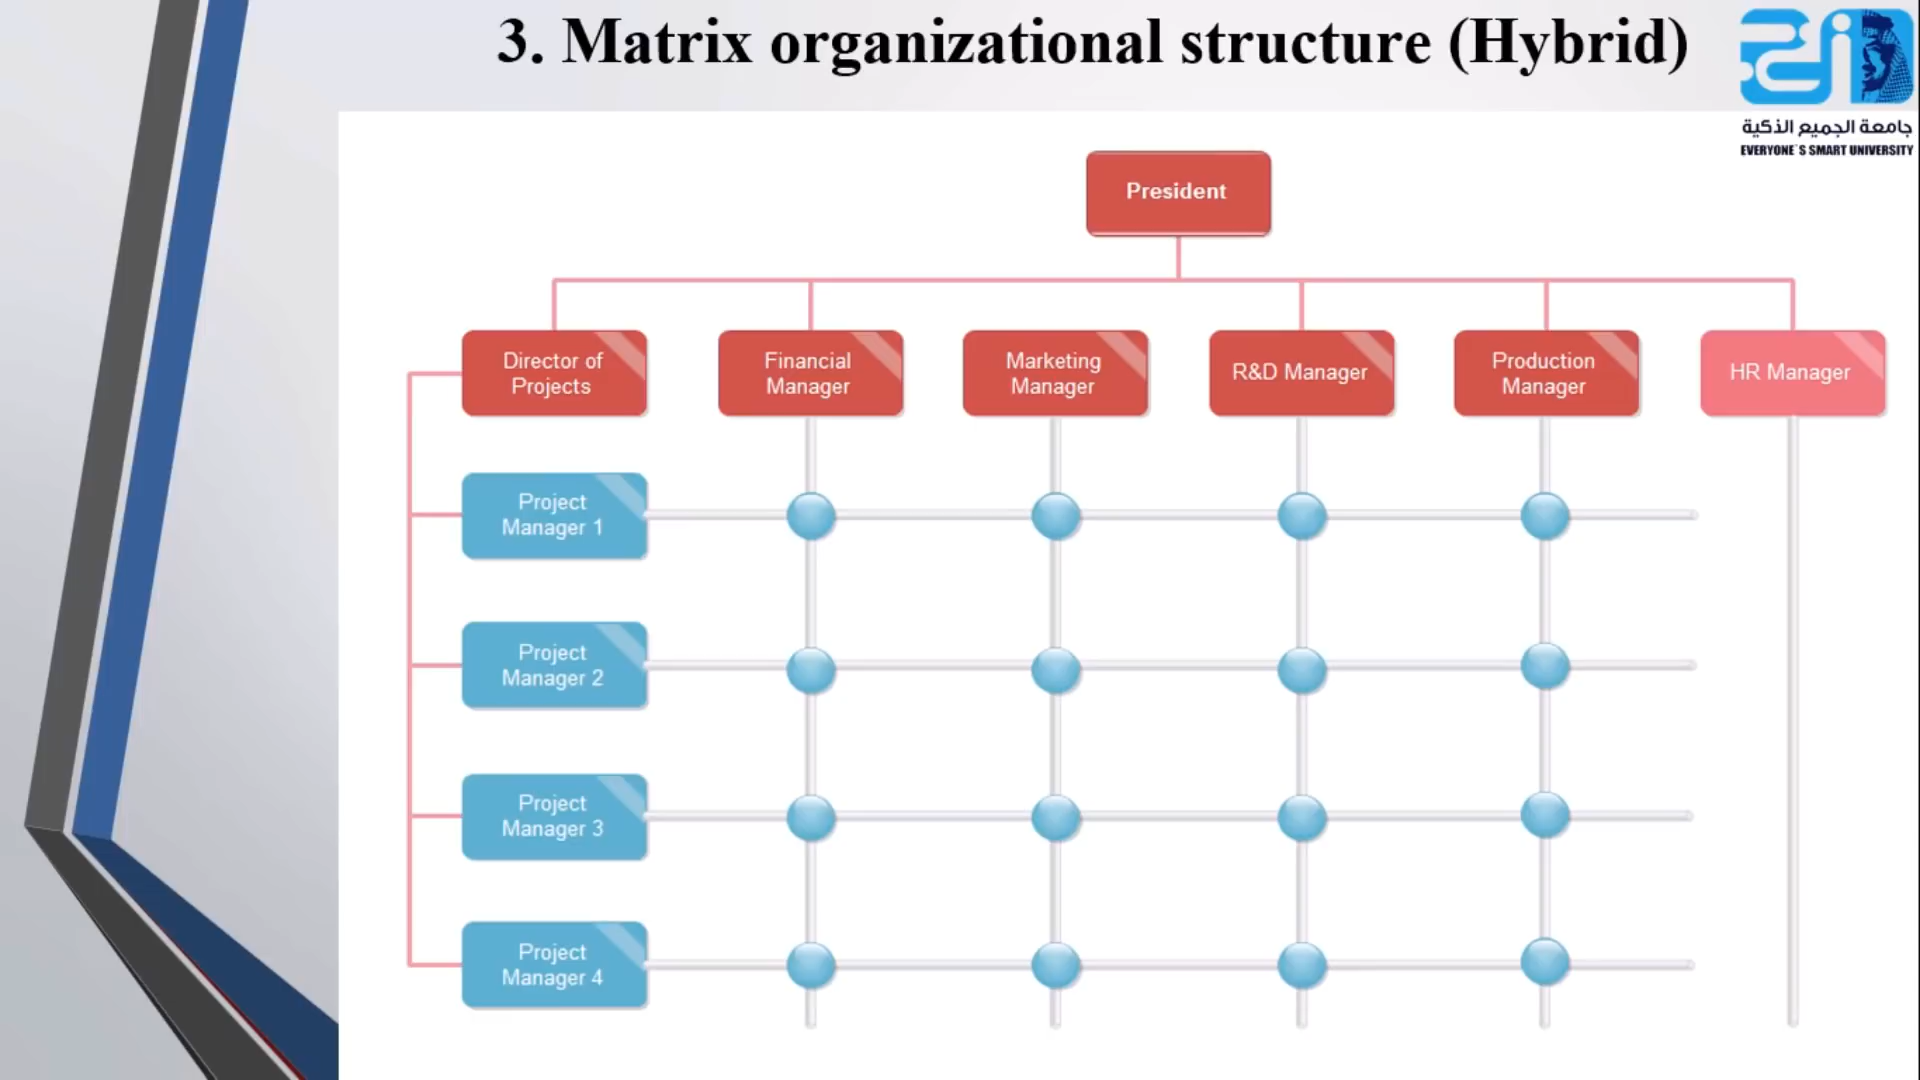 3. Matrix organizational structure (Hybrid)
جامعة الجميع الذكية
EVERYONE`S SMART UNIVERSITY
President
Director of
Projects
Financial
Manager
Marketing
Manager
R&D Manager
Production
Manager
HR Manager
Project
Manager 1
Project
Manager 2
Project
Manager 3
Project
Manager 4